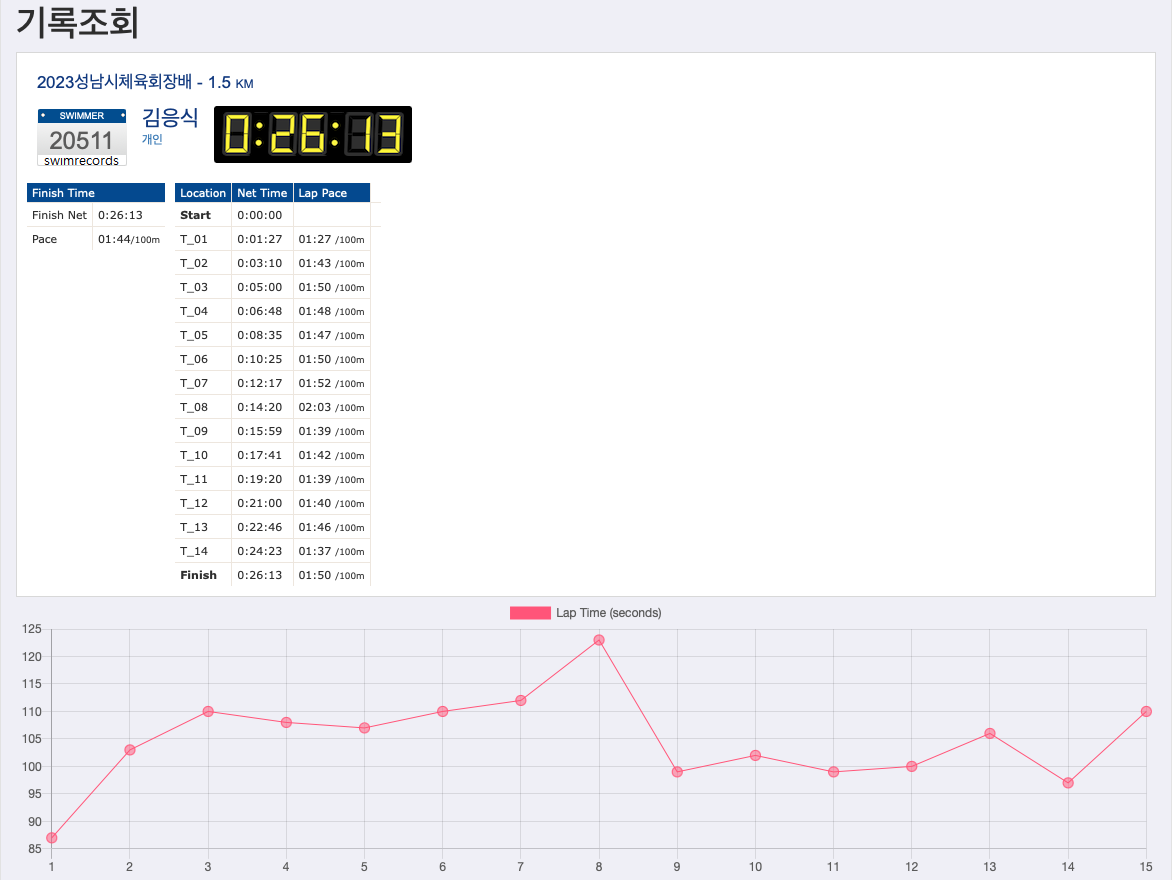 기록조회
2023성남시체육회장배 - 1.5 KM
SWIMMER
20511
swimrecords
김응식
개인
0:26:13
Finish Time
Finish Net 0:26:13
Pace 01:44/100m
Location Net Time Lap Pace
Start 0:00:00
T_01 0:01:27 01:27 /100m
T_02 0:03:10 01:43 /100m
T_03 0:05:00 01:50 /100m
T_04 0:06:48 01:48 /100m
T_05 0:08:35 01:47 /100m
T_06 0:10:25 01:50 /100m
T_07 0:12:17 01:52 /100m
T_08 0:14:20 02:03 /100m
T_09 0:15:59 01:39 /100m
T_10 0:17:41 01:42 /100m
T_11 0:19:20 01:39 /100m
T_12 0:21:00 01:40 /100m
T_13 0:22:46 01:46 /100m
T_14 0:24:23 01:37 /100m
Finish 0:26:13 01:50 /100m
Lap Time (seconds)
125
120
115
110
105
100
95
90
85
1 2 3 4 5 6 7 8 9 10 11 12 13 14 15